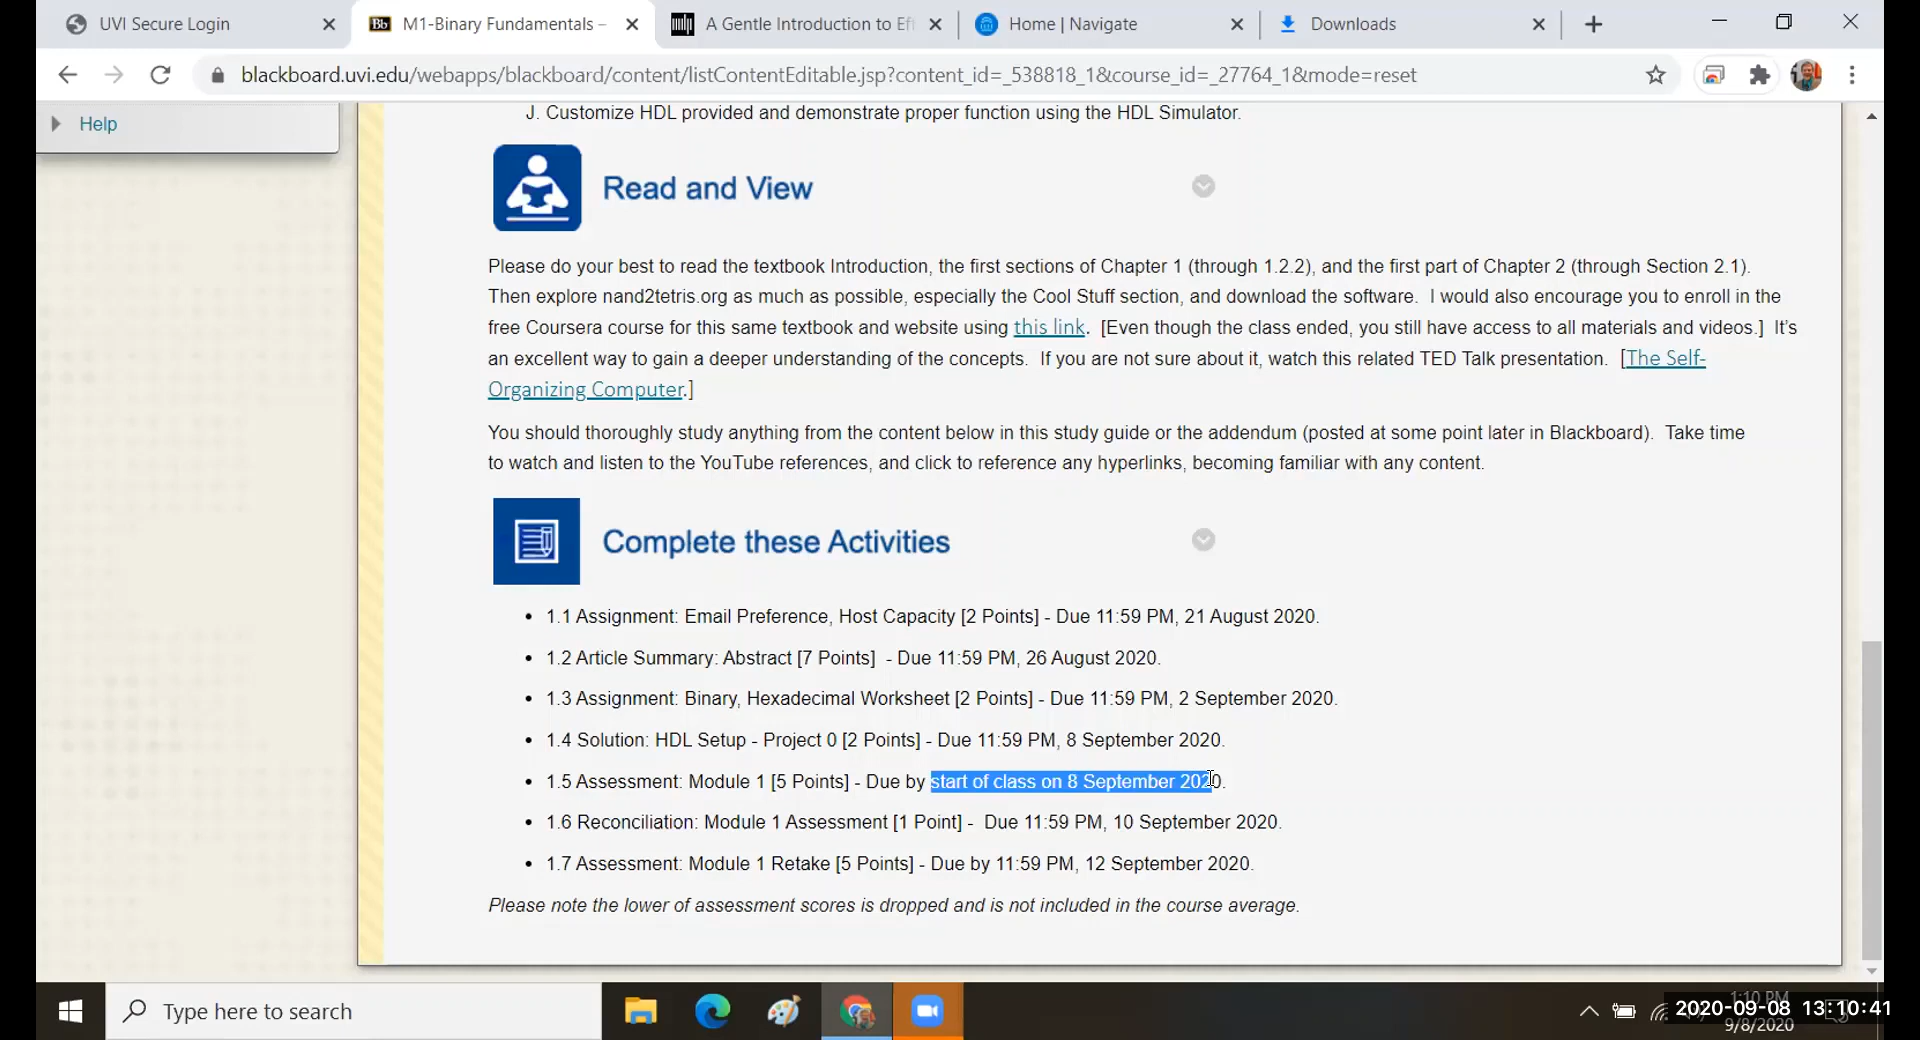 UVI Secure Login
M1-Binary Fundamentals –
A Gentle Introduction to Ef
Home | Navigate
Downloads
blackboard.uvi.edu/webapps/blackboard/content/listContentEditable.jsp?content_id=_538818_1&course_id=_27764_1&mode=reset
Help
J. Customize HDL provided and demonstrate proper function using the HDL Simulator.
Read and View
Please do your best to read the textbook Introduction, the first sections of Chapter 1 (through 1.2.2), and the first part of Chapter 2 (through Section 2.1).
Then explore nand2tetris.org as much as possible, especially the Cool Stuff section, and download the software. I would also encourage you to enroll in the
free Coursera course for this same textbook and website using this link. [Even though the class ended, you still have access to all materials and videos.] It's
an excellent way to gain a deeper understanding of the concepts. If you are not sure about it, watch this related TED Talk presentation. [The Self-
Organizing Computer.]
You should thoroughly study anything from the content below in this study guide or the addendum (posted at some point later in Blackboard). Take time
to watch and listen to the YouTube references, and click to reference any hyperlinks, becoming familiar with any content.
Complete these Activities
• 1.1 Assignment: Email Preference, Host Capacity [2 Points] - Due 11:59 PM, 21 August 2020.
• 1.2 Article Summary: Abstract [7 Points] - Due 11:59 PM, 26 August 2020.
• 1.3 Assignment: Binary, Hexadecimal Worksheet [2 Points] - Due 11:59 PM, 2 September 2020.
• 1.4 Solution: HDL Setup - Project 0 [2 Points] - Due 11:59 PM, 8 September 2020.
• 1.5 Assessment: Module 1 [5 Points] - Due by start of class on 8 September 2020.
• 1.6 Reconciliation: Module 1 Assessment [1 Point] - Due 11:59 PM, 10 September 2020.
• 1.7 Assessment: Module 1 Retake [5 Points] - Due by 11:59 PM, 12 September 2020.
Please note the lower of assessment scores is dropped and is not included in the course average.
Type here to search
1:10 PM
2020-09-08 13:10:41
9/8/2020